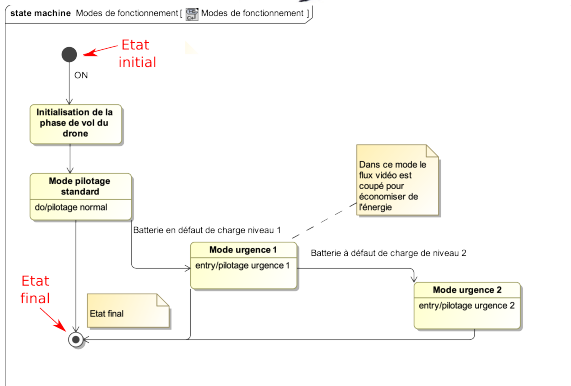 state machine Modes de fonctionnement [ Modes de fonctionnement ]
Etat
initial
ON
Initialisation de la
phase de vol du
drone
Mode pilotage
standard
do/pilotage normal
Dans ce mode le
flux vidéo est
coupé pour
économiser de
l'énergie
Batterie en défaut de charge niveau 1
Mode urgence 1
entry/pilotage urgence 1
Batterie à défaut de charge de niveau 2
Mode urgence 2
entry/pilotage urgence 2
Etat
final
Etat final